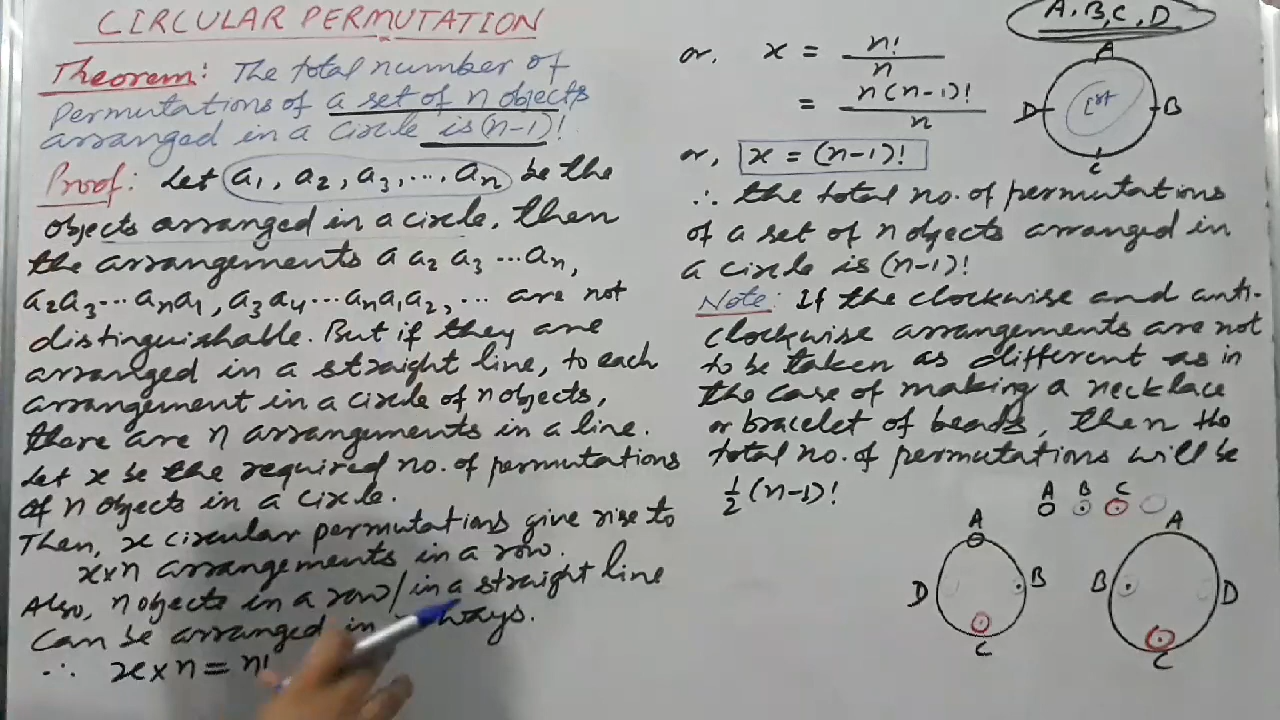 CIRCULAR PERMUTATION
Theorem: The total number of
Permutations of a set of n objects
arranged in a circle is (n-1)!
Proof: Let a₁, a₂, a₃, ..., aₙ be the
objects arranged in a circle, then
the arrangements a a₂ a₃ ... aₙ,
a₂a₃...aₙa₁, a₃a₄...aₙa₁a₂, ... are not
distinguishable. But if they are
arranged in a straight line, to each
arrangement in a circle of n objects,
there are n arrangements in a line.
Let x be the required no. of permutations
of n objects in a circle.
Then, x circular permutations give rise to
x×n arrangements in a row.
Also, n objects in a row/in a straight line
can be arranged in ways.
∴ x×n = n!
or, x = n!/n
= n(n-1)!/n
or, x = (n-1)!
∴ the total no. of permutations
of a set of n objects arranged in
a circle is (n-1)!
Note: If the clockwise and anti-
clockwise arrangements are not
to be taken as different as in
the case of making a necklace
or bracelet of beads, then the
total no. of permutations will be
½(n-1)!
A, B, C, D
A
D B
C
A B C
A
D B
C
A
B D
C